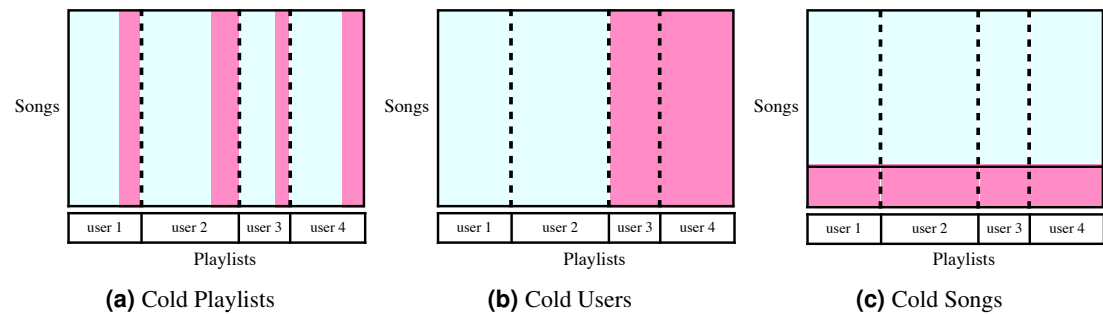 Songs
user 1 user 2 user 3 user 4
Playlists
(a) Cold Playlists
Songs
user 1 user 2 user 3 user 4
Playlists
(b) Cold Users
Songs
user 1 user 2 user 3 user 4
Playlists
(c) Cold Songs